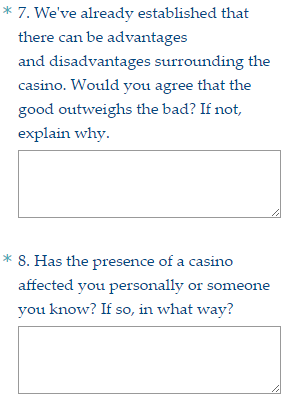 * 7. We've already established that
there can be advantages
and disadvantages surrounding the
casino. Would you agree that the
good outweighs the bad? If not,
explain why.
* 8. Has the presence of a casino
affected you personally or someone
you know? If so, in what way?